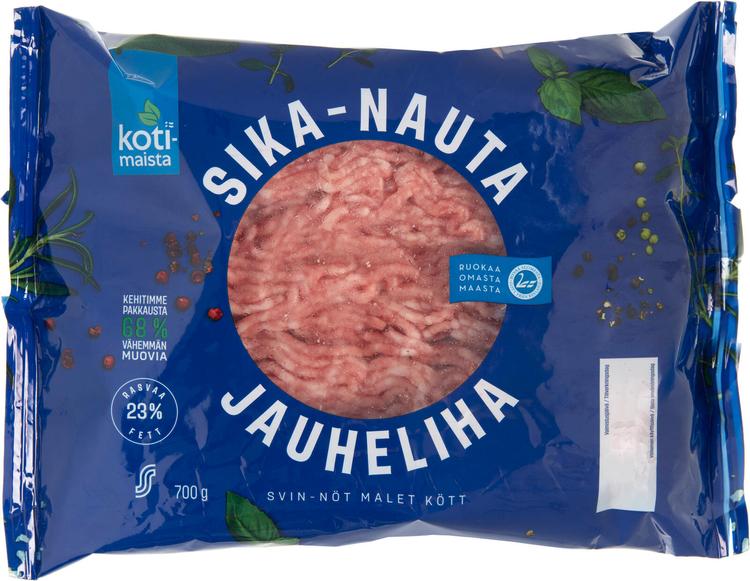 koti-
maista
SIKA-NAUTA
RUOKAA
OMASTA
MAASTA
KEHITIMME
PAKKAUSTA
68 %
VÄHEMMÄN
MUOVIA
RASVAA
23%
FETT
JAUHELIHA
700 g
SVIN-NÖT MALET KÖTT